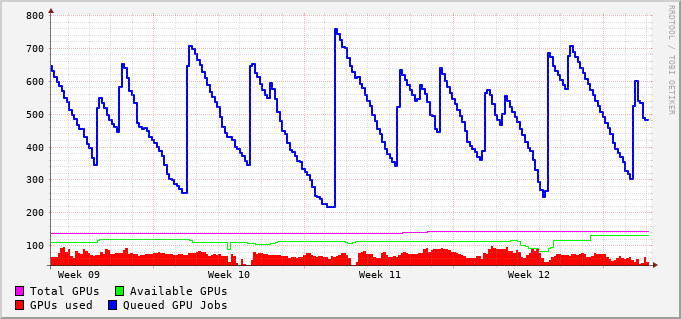 800
700
600
500
400
300
200
100
Week 09 Week 10 Week 11 Week 12
Total GPUs Available GPUs
GPUs used Queued GPU Jobs
RRDTOOL / TOBI OETIKER